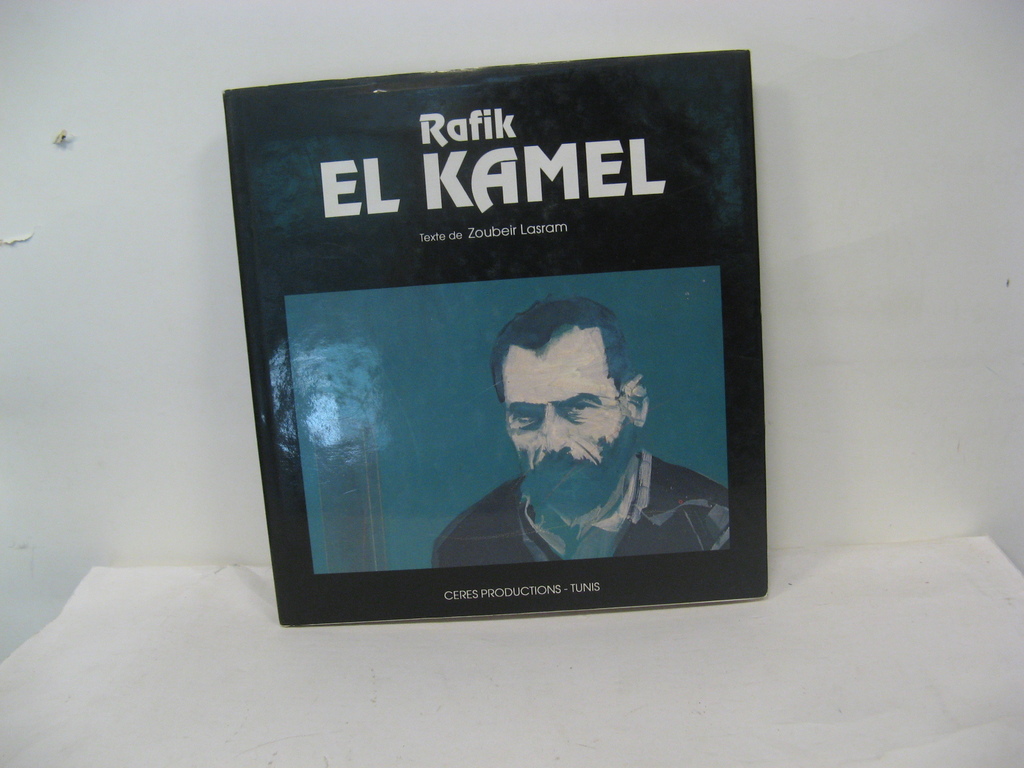 Rafik
EL KAMEL
Texte de Zoubeir Lasram
CERES PRODUCTIONS - TUNIS